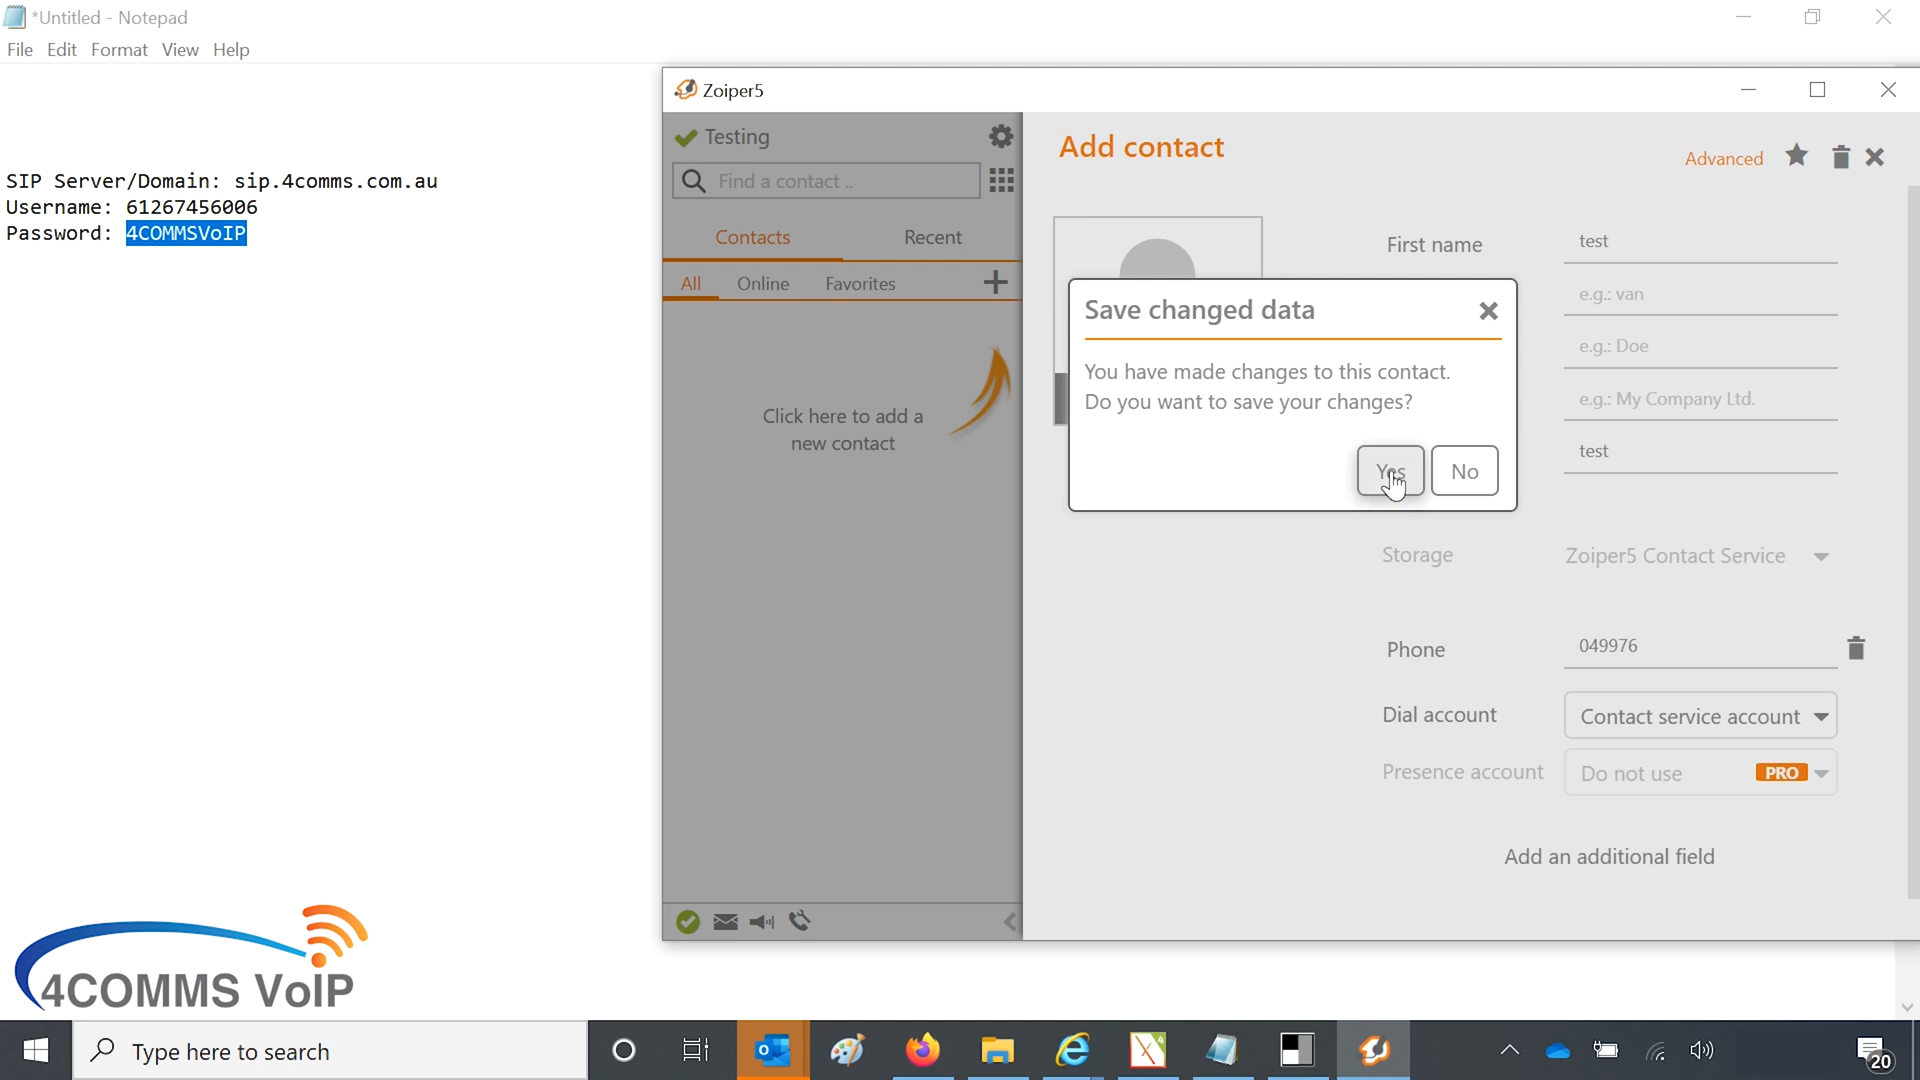 *Untitled - Notepad
File Edit Format View Help
SIP Server/Domain: sip.4comms.com.au
Username: 61267456006
Password: 4COMMSVoIP
Zoiper5
Testing
Find a contact ..
Contacts Recent
All Online Favorites
Click here to add a
new contact
Add contact
Advanced
First name test
e.g.: van
e.g.: Doe
e.g.: My Company Ltd.
test
Save changed data
You have made changes to this contact.
Do you want to save your changes?
Yes No
Storage Zoiper5 Contact Service
Phone 049976
Dial account Contact service account
Presence account Do not use PRO
Add an additional field
4COMMS VoIP
Type here to search
20